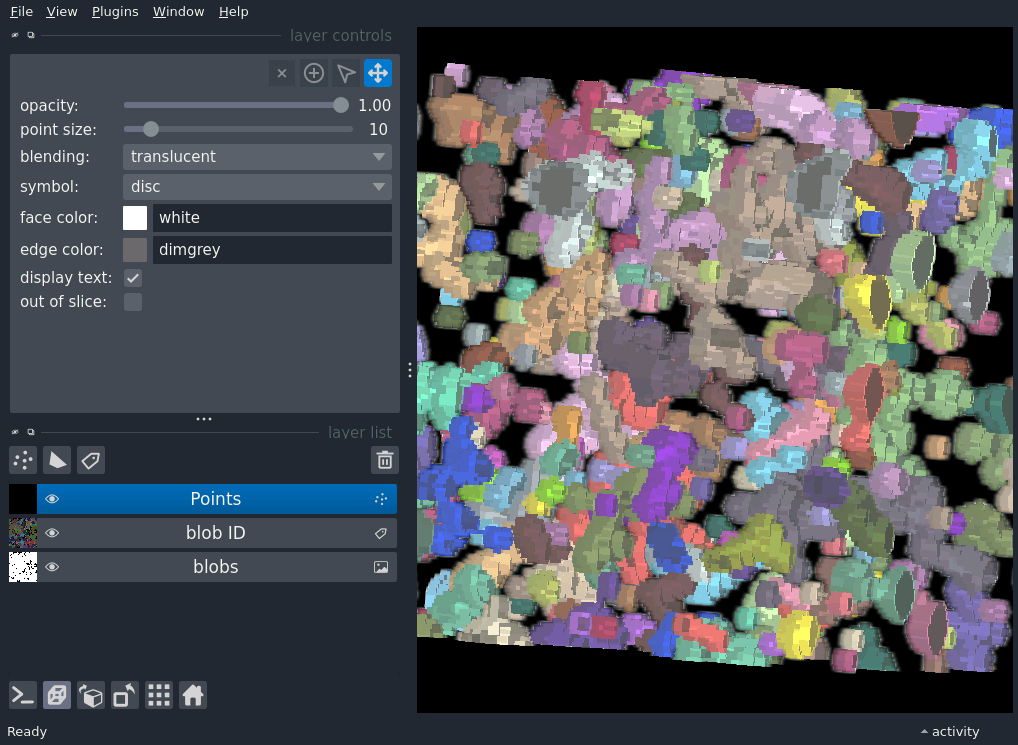 File View Plugins Window Help
layer controls
opacity: 1.00
point size: 10
blending: translucent
symbol: disc
face color: white
edge color: dimgrey
display text:
out of slice:
layer list
Points
blob ID
blobs
Ready activity